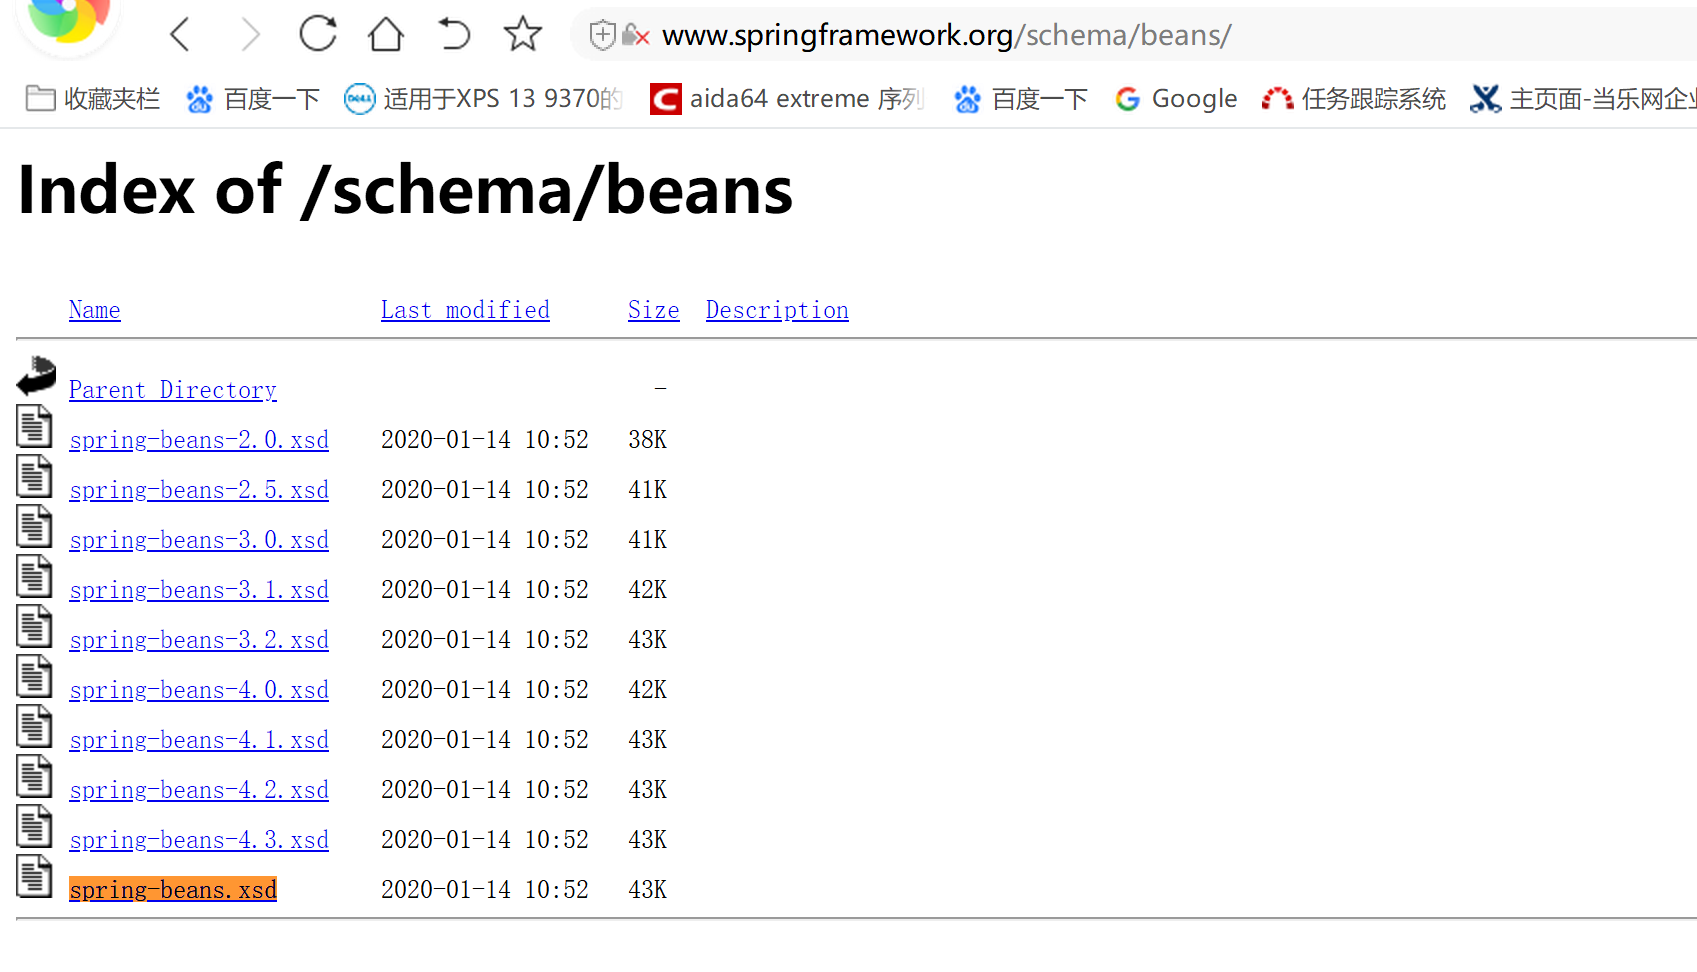 www.springframework.org/schema/beans/
收藏夹栏 百度一下 DELL 适用于XPS 13 9370的 aida64 extreme 序列 百度一下 Google 任务跟踪系统 主页面-当乐网企业
Index of /schema/beans
Name Last modified Size Description
Parent Directory -
spring-beans-2.0.xsd 2020-01-14 10:52 38K
spring-beans-2.5.xsd 2020-01-14 10:52 41K
spring-beans-3.0.xsd 2020-01-14 10:52 41K
spring-beans-3.1.xsd 2020-01-14 10:52 42K
spring-beans-3.2.xsd 2020-01-14 10:52 43K
spring-beans-4.0.xsd 2020-01-14 10:52 42K
spring-beans-4.1.xsd 2020-01-14 10:52 43K
spring-beans-4.2.xsd 2020-01-14 10:52 43K
spring-beans-4.3.xsd 2020-01-14 10:52 43K
spring-beans.xsd 2020-01-14 10:52 43K